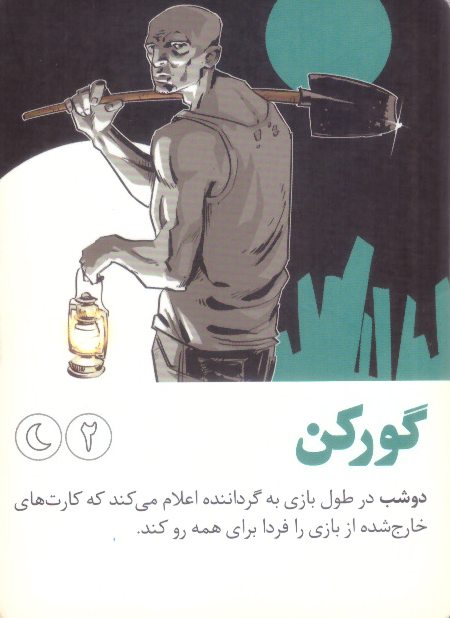 گورکن
۲
دوشب در طول بازی به گرداننده اعلام می‌کند که کارت‌های
خارج‌شده از بازی را فردا برای همه رو کند.